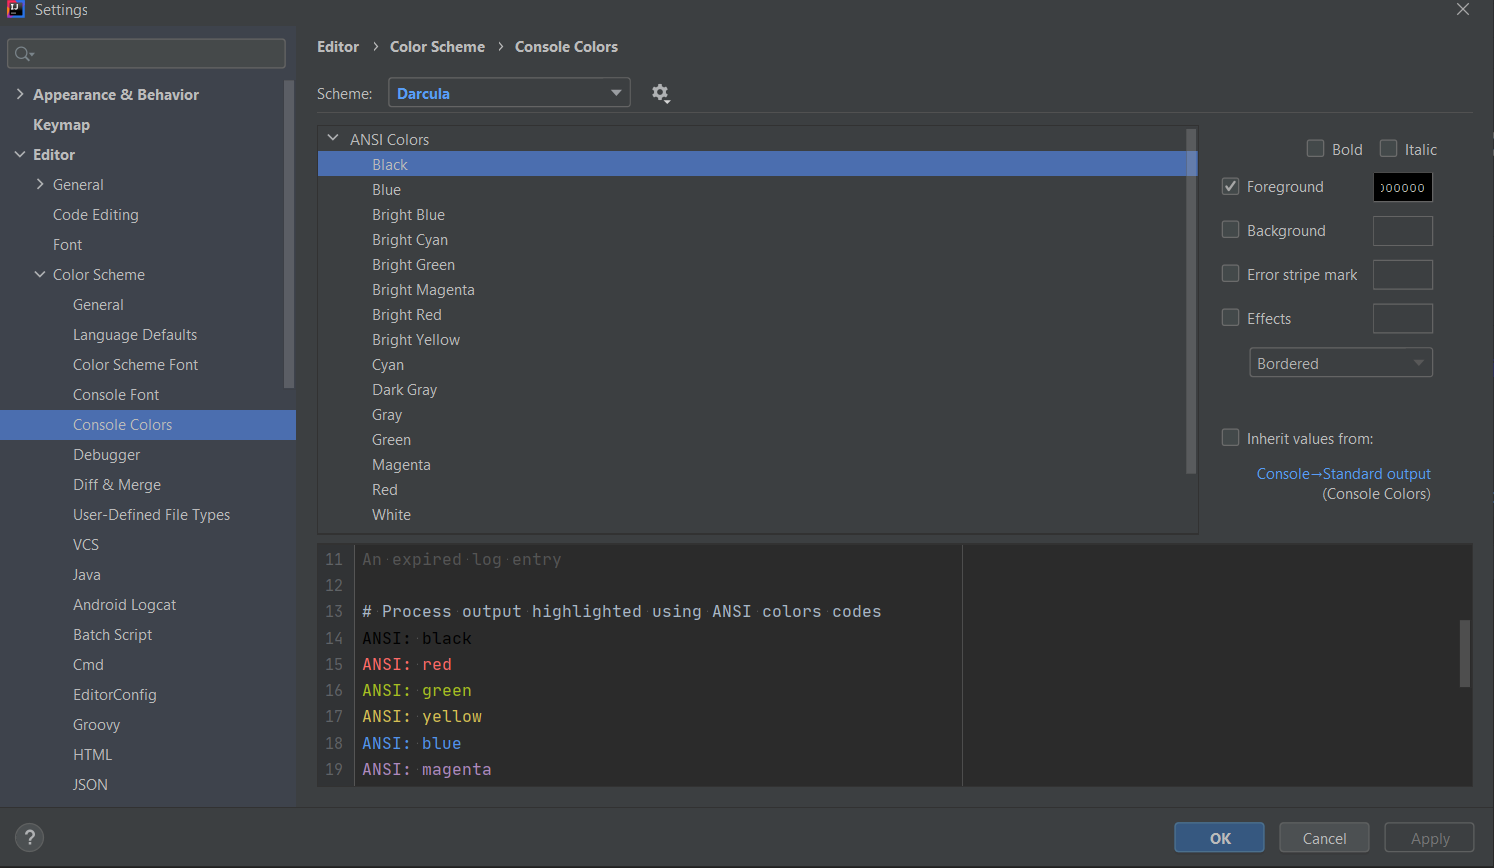 Settings
Appearance & Behavior
Keymap
Editor
General
Code Editing
Font
Color Scheme
General
Language Defaults
Color Scheme Font
Console Font
Console Colors
Debugger
Diff & Merge
User-Defined File Types
VCS
Java
Android Logcat
Batch Script
Cmd
EditorConfig
Groovy
HTML
JSON
Editor › Color Scheme › Console Colors
Scheme: Darcula
ANSI Colors
Black
Blue
Bright Blue
Bright Cyan
Bright Green
Bright Magenta
Bright Red
Bright Yellow
Cyan
Dark Gray
Gray
Green
Magenta
Red
White
Bold Italic
Foreground 000000
Background
Error stripe mark
Effects
Bordered
Inherit values from:
Console→Standard output
(Console Colors)
11 An expired log entry
12
13 # Process output highlighted using ANSI colors codes
14 ANSI: black
15 ANSI: red
16 ANSI: green
17 ANSI: yellow
18 ANSI: blue
19 ANSI: magenta
? OK Cancel Apply